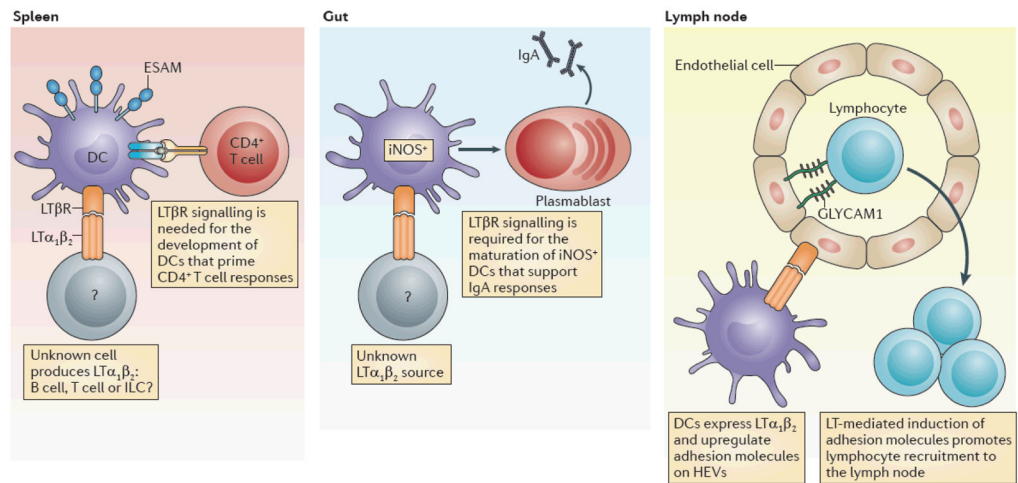 Spleen
ESAM
DC
CD4⁺
T cell
LTβR
LTα₁β₂
LTβR signalling is
needed for the
development of
DCs that prime
CD4⁺ T cell responses
?
Unknown cell
produces LTα₁β₂:
B cell, T cell or ILC?
Gut
IgA
iNOS⁺
Plasmablast
LTβR signalling is
required for the
maturation of iNOS⁺
DCs that support
IgA responses
?
Unknown
LTα₁β₂ source
Lymph node
Endothelial cell
Lymphocyte
GLYCAM1
DCs express LTα₁β₂
and upregulate
adhesion molecules
on HEVs
LT-mediated induction of
adhesion molecules promotes
lymphocyte recruitment to
the lymph node